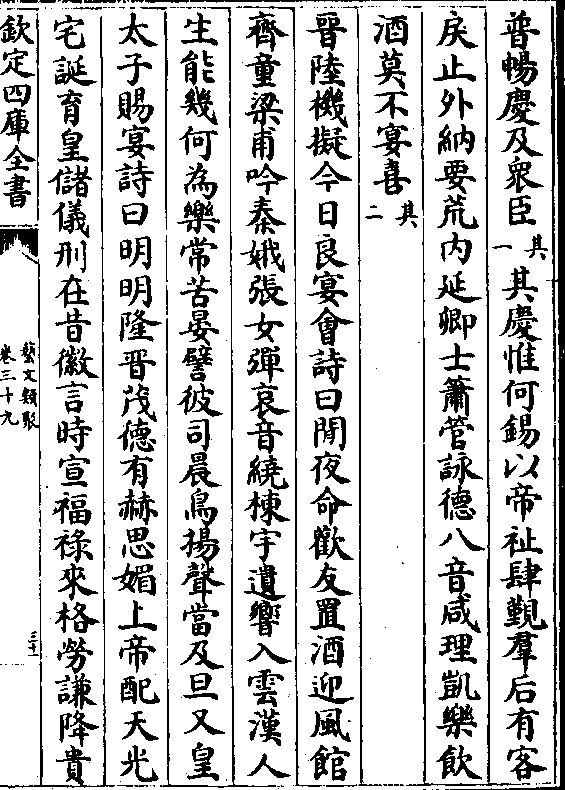 普暢慶及衆臣其一其慶惟何錫以帝祉肆覲羣后有客
戾止外納要荒内延卿士簫管詠德八音咸理凱樂飲
酒莫不宴喜其二
晉陸機擬今日良宴會詩曰閒夜命歡友置酒迎風館
齊童梁甫吟秦娥張女彈哀音繞棟宇遺響入雲漢人
生能幾何為樂常苦晏譬彼司晨鳥揚聲當及旦又皇
太子賜宴詩曰明明隆晋茂德有赫思媚上帝配天光
宅誕育皇儲儀刑在昔徽言時宣福祿來格勞謙降貴
欽定四庫全書
藝文類聚
卷三十九
三十一